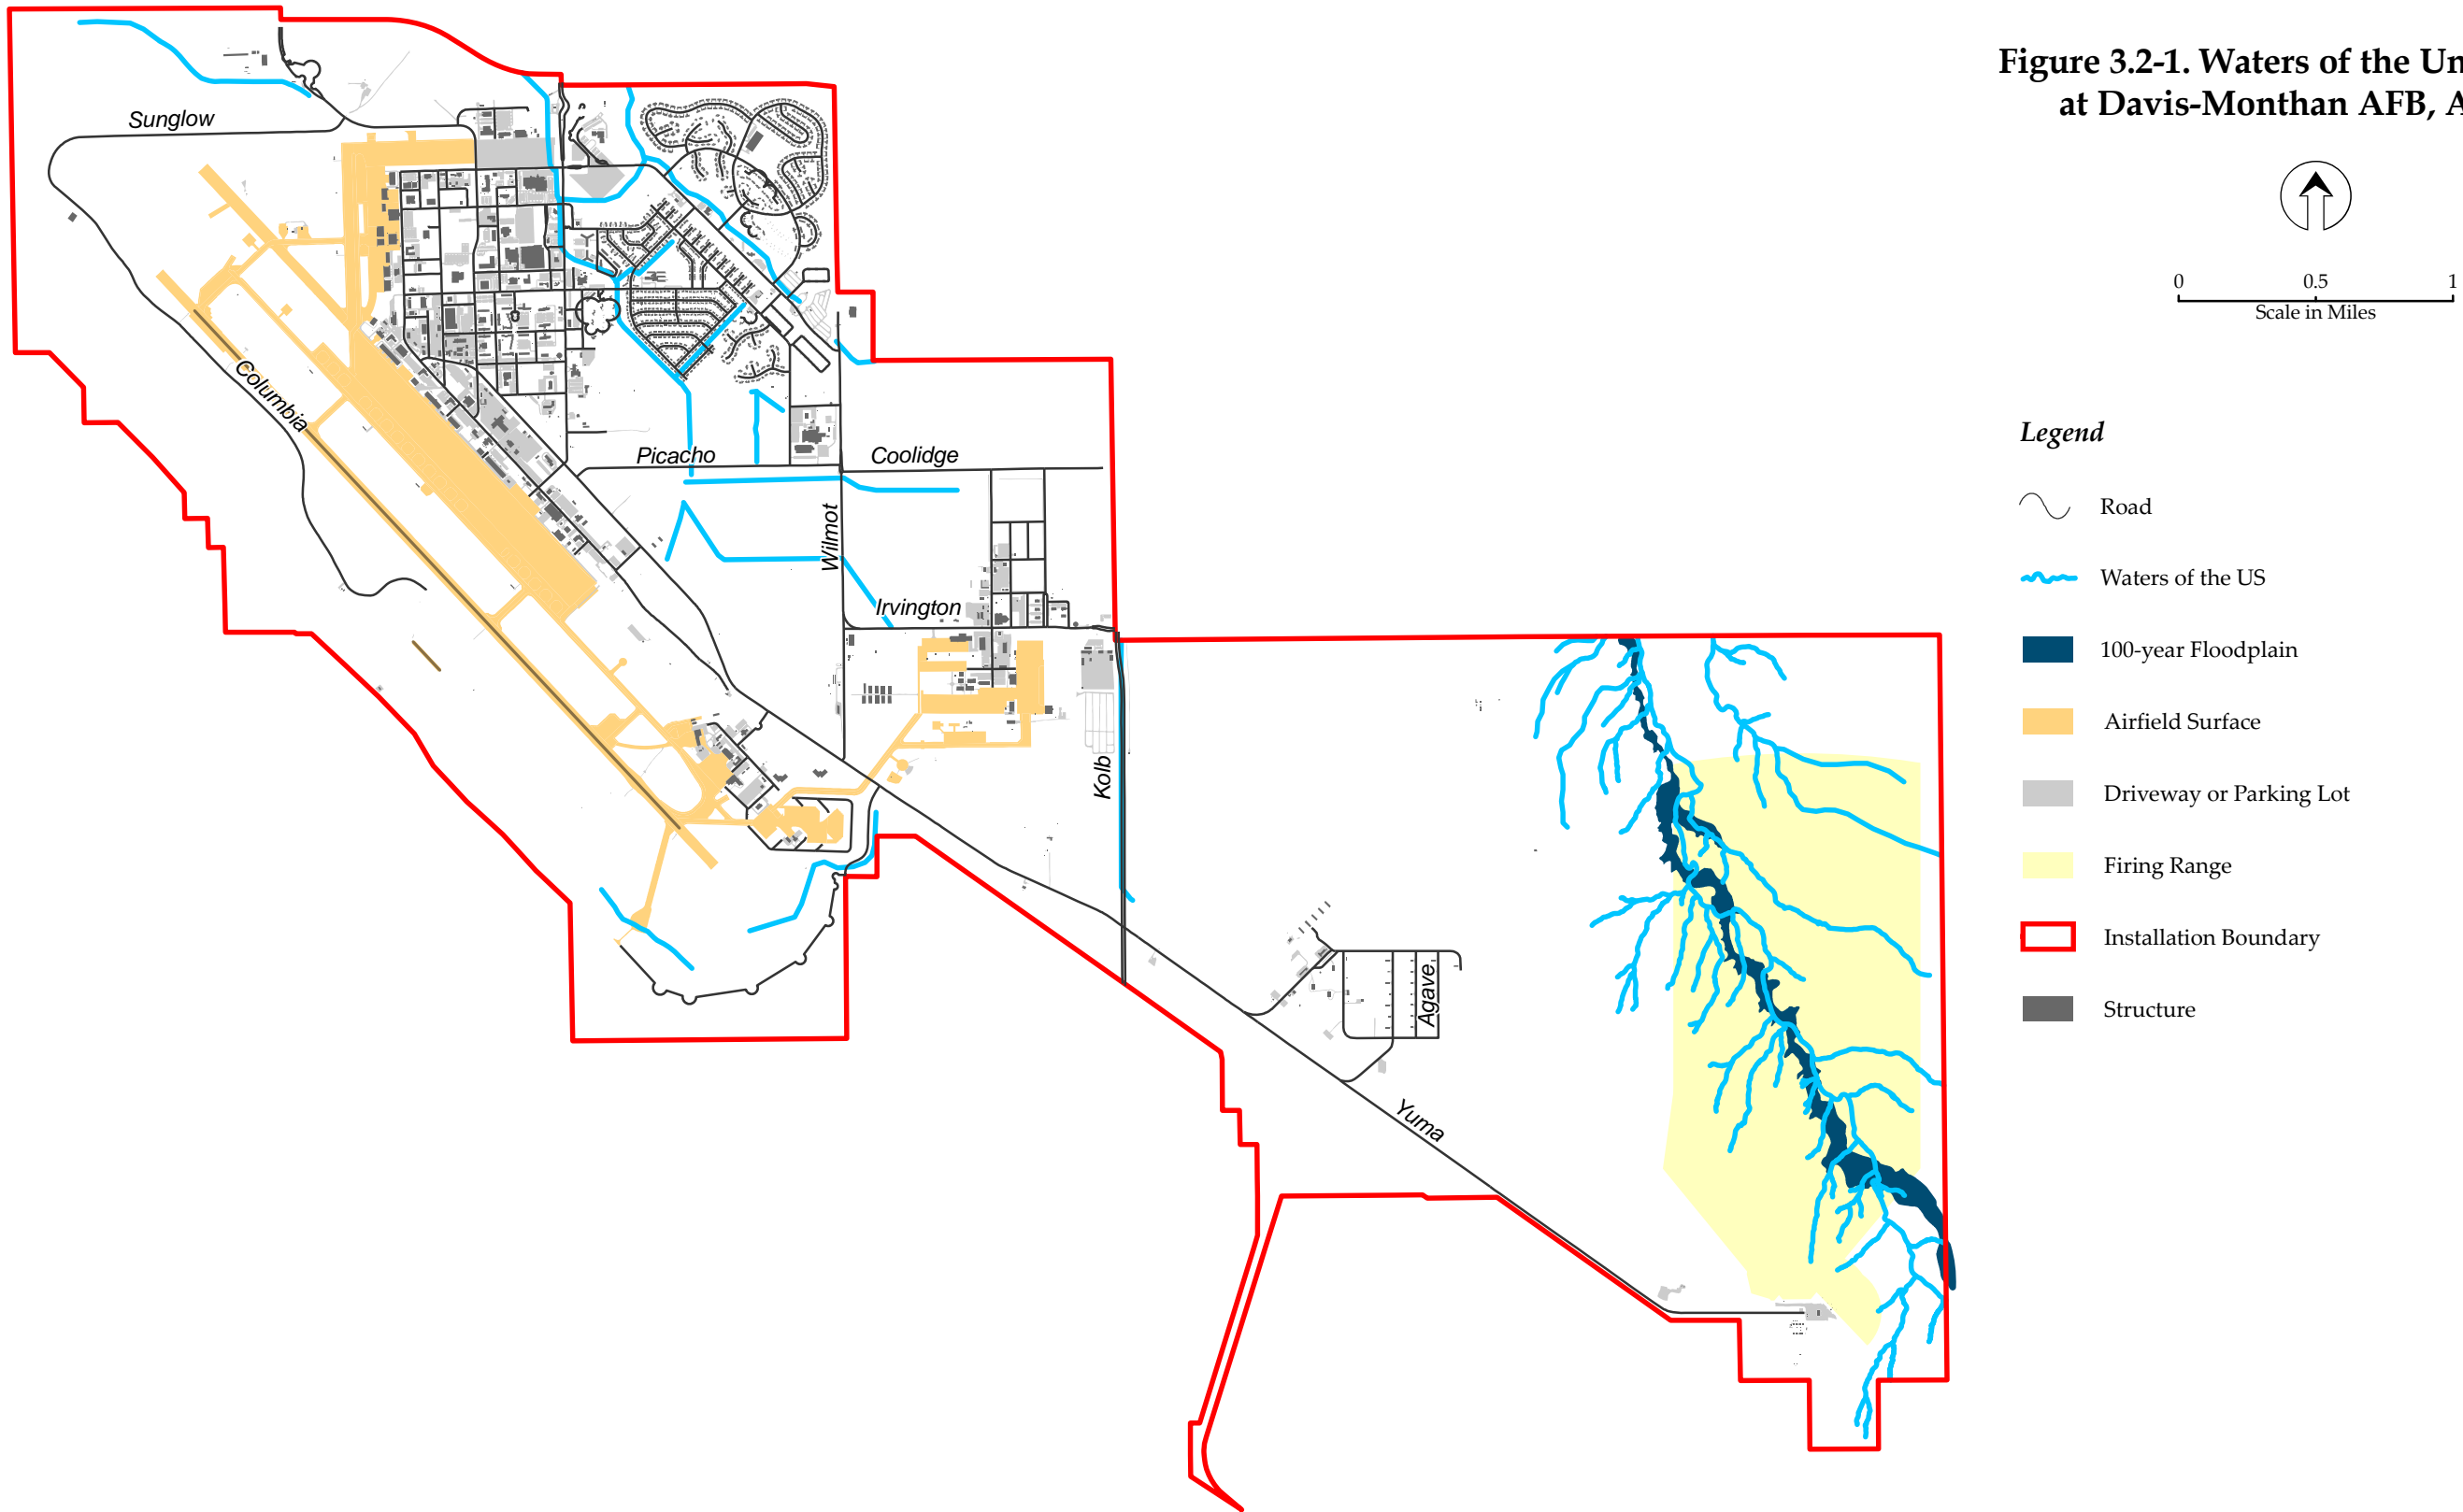 Figure 3.2-1. Waters of the Un
at Davis-Monthan AFB, A
0 0.5 1
Scale in Miles
Legend
Road
Waters of the US
100-year Floodplain
Airfield Surface
Driveway or Parking Lot
Firing Range
Installation Boundary
Structure
Sunglow
Columbia
Picacho
Coolidge
Wilmot
Irvington
Kolb
Agave
Yuma